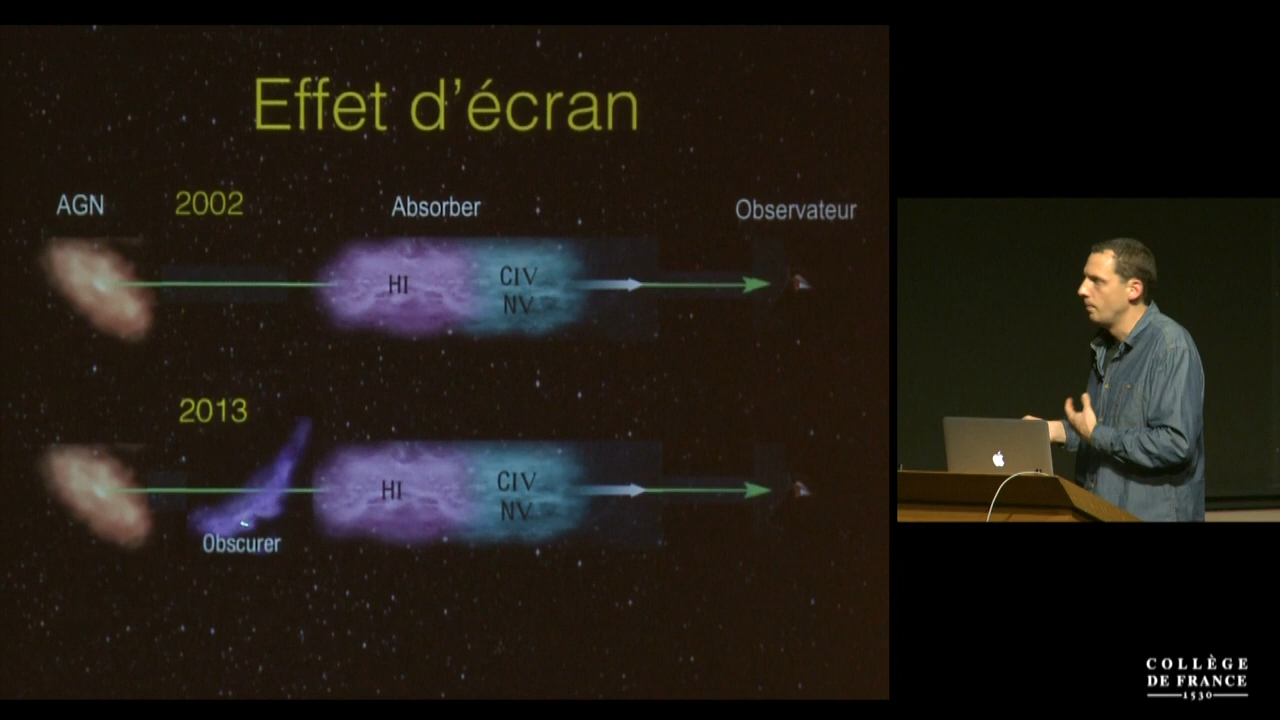 Effet d'écran
AGN
2002
Absorber
Observateur
HI
CIV
NV
2013
HI
CIV
NV
Obscurer
COLLÈGE
DE FRANCE
1530